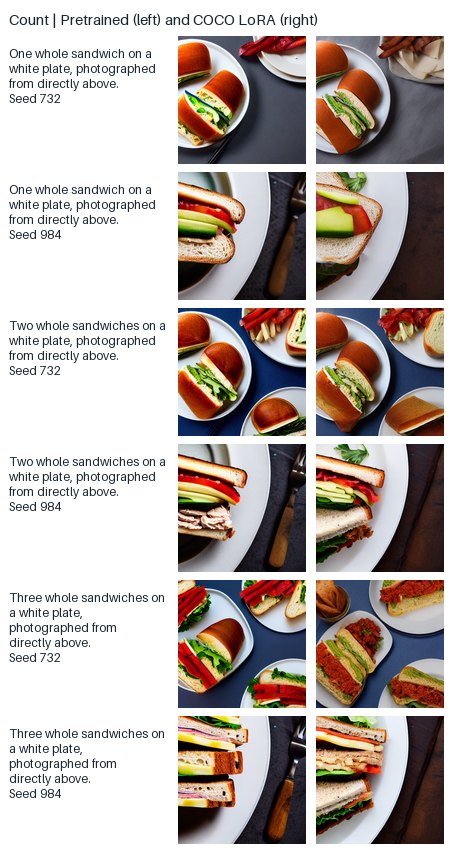 Count | Pretrained (left) and COCO LoRA (right)
One whole sandwich on a
white plate, photographed
from directly above.
Seed 732
One whole sandwich on a
white plate, photographed
from directly above.
Seed 984
Two whole sandwiches on a
white plate, photographed
from directly above.
Seed 732
Two whole sandwiches on a
white plate, photographed
from directly above.
Seed 984
Three whole sandwiches on
a white plate,
photographed from
directly above.
Seed 732
Three whole sandwiches on
a white plate,
photographed from
directly above.
Seed 984